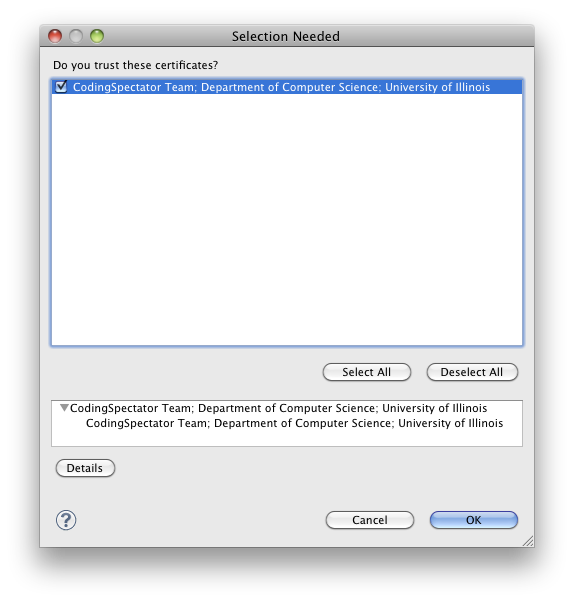 Selection Needed
Do you trust these certificates?
CodingSpectator Team; Department of Computer Science; University of Illinois
Select All
Deselect All
CodingSpectator Team; Department of Computer Science; University of Illinois
CodingSpectator Team; Department of Computer Science; University of Illinois
Details
?
Cancel
OK